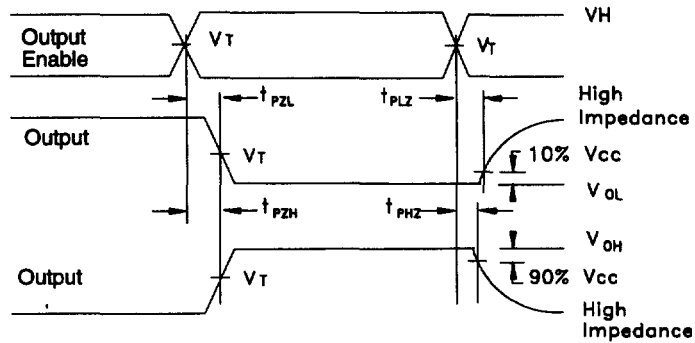 Output
Enable
VT
VT
VH
tPZL
tPLZ
High
Impedance
Output
VT
10% Vcc
VOL
tPZH
tPHZ
VOH
Output
VT
90% Vcc
High
Impedance